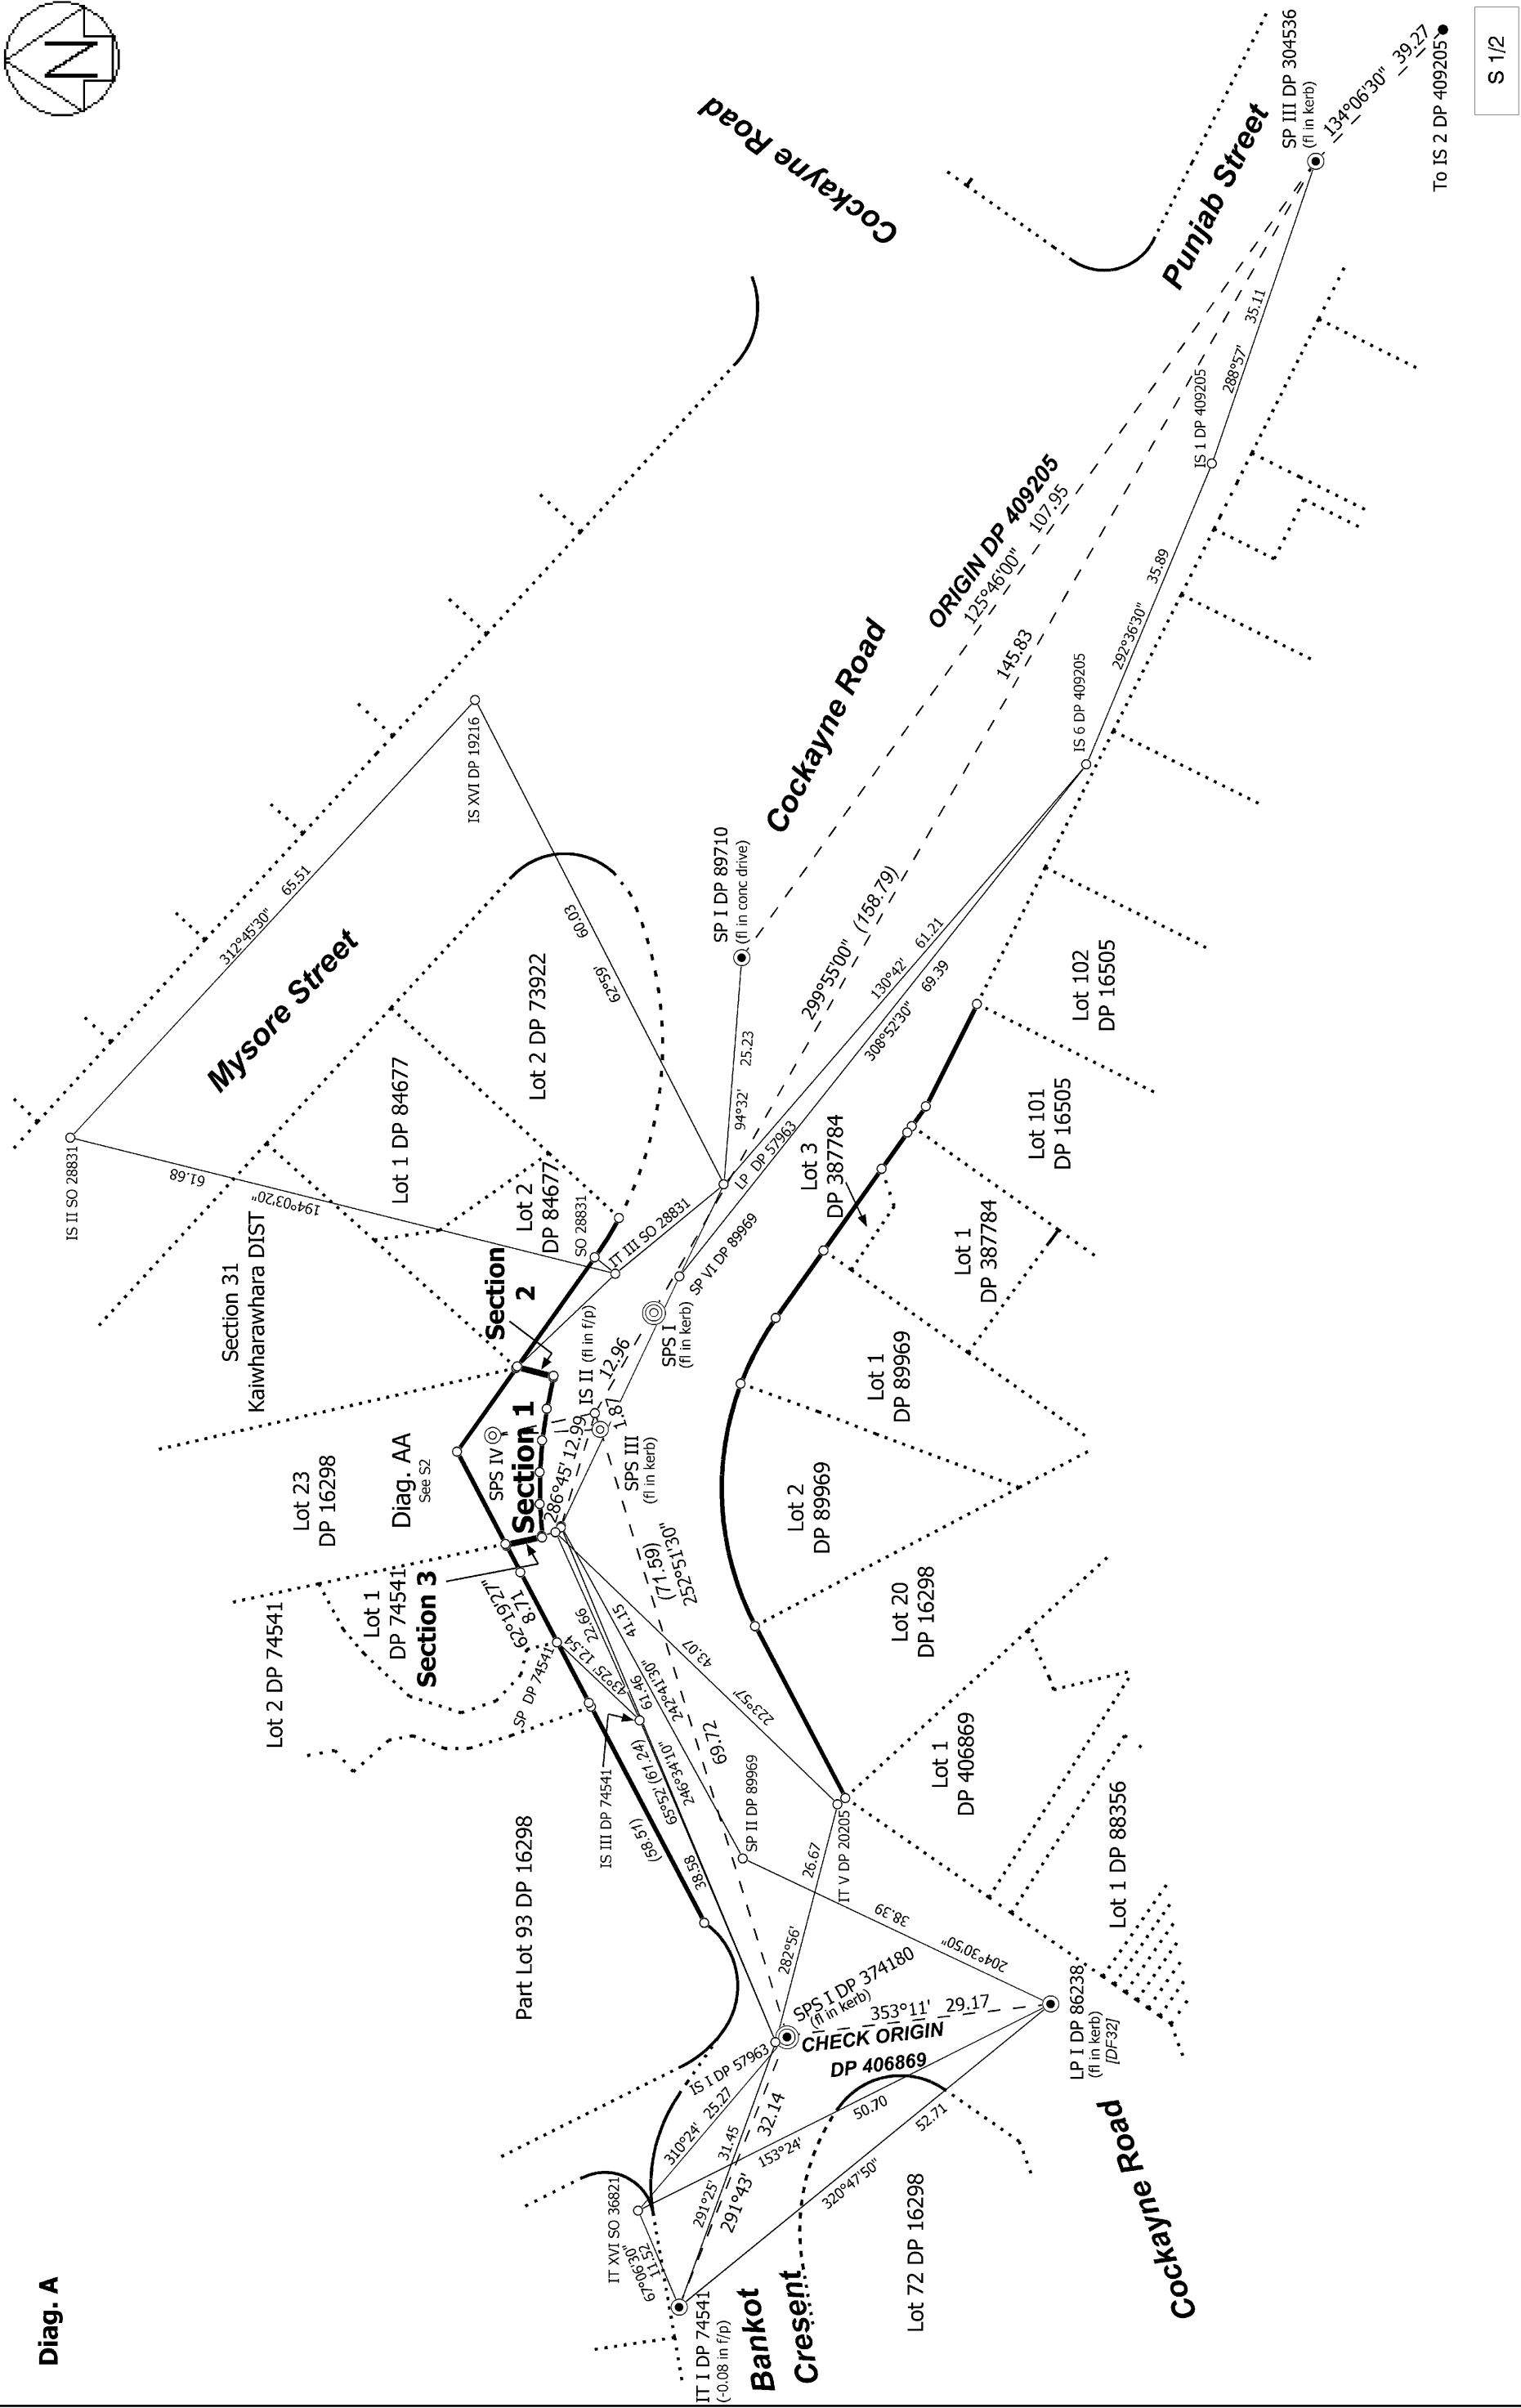 Diag. A
N
Cockayne Road
Punjab Street
SP III DP 304536
(fl in kerb)
134°06'30"
39.27
To IS 2 DP 409205
S 1/2
288°57'
35.11
IS 1 DP 409205
ORIGIN DP 409205
125°46'00"
107.95
145.83
292°36'30"
35.89
IS 6 DP 409205
Cockayne Road
IS XVI DP 19216
312°45'30"
65.51
Mysore Street
60.03
62°59'
SP I DP 89710
(fl in conc drive)
25.23
94°32'
299°55'00" (158.79)
130°42'
61.21
308°52'30"
69.39
Lot 102
DP 16505
Lot 101
DP 16505
Lot 2 DP 73922
Lot 1 DP 84677
IS II SO 28831
61.68
194°03'20"
Section 31
Kaiwharawhara DIST
Lot 2
DP 84677
SO 28831
IT III SO 28831
LP DP 57963
SP VI DP 89969
Lot 3
DP 387784
Lot 1
DP 387784
Lot 1
DP 89969
Section
2
IS II (fl in f/p)
12.96
SPS I
(fl in kerb)
1.87
SPS III
(fl in kerb)
SPS IV
Section 1
286°45'
12.99
Lot 23
DP 16298
Diag. AA
See S2
Lot 2
DP 89969
(71.59)
252°51'30"
Lot 20
DP 16298
Lot 2 DP 74541
Lot 1
DP 74541
Section 3
62°19'27"
8.71
SP DP 74541
43°25'
12.54
22.66
41.15
43.07
61.46
242°41'30"
223°57'
69.72
IS III DP 74541
65°52' (61.24)
246°34'10"
(58.51)
38.58
SP II DP 89969
26.67
IT V DP 20205
Lot 1
DP 406869
Lot 1 DP 88356
Part Lot 93 DP 16298
282°56'
38.39
204°30'50"
SPS I DP 374180
(fl in kerb)
353°11'
29.17
CHECK ORIGIN
DP 406869
LP I DP 86238
(fl in kerb)
[DF32]
IS I DP 57963
25.27
310°24'
31.45
32.14
153°24'
50.70
52.71
291°25'
291°43'
320°47'50"
IT XVI SO 36821
67°06'30"
11.52
IT I DP 74541
(-0.08 in f/p)
Bankot
Cresent
Lot 72 DP 16298
Cockayne Road